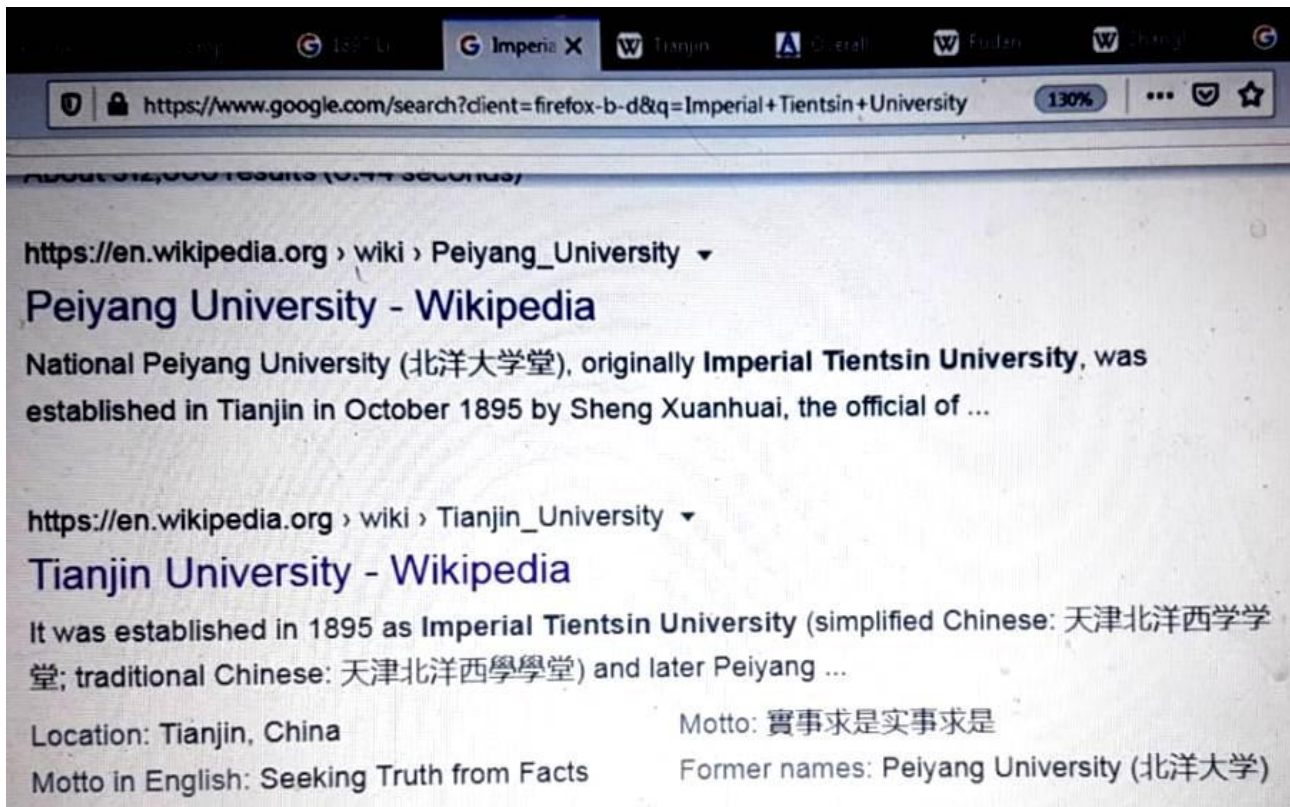 Imperia
Tianjin
https://www.google.com/search?client=firefox-b-d&q=Imperial+Tientsin+University
130%
https://en.wikipedia.org › wiki › Peiyang_University
Peiyang University - Wikipedia
National Peiyang University (北洋大学堂), originally Imperial Tientsin University, was
established in Tianjin in October 1895 by Sheng Xuanhuai, the official of ...
https://en.wikipedia.org › wiki › Tianjin_University
Tianjin University - Wikipedia
It was established in 1895 as Imperial Tientsin University (simplified Chinese: 天津北洋西学学
堂; traditional Chinese: 天津北洋西學學堂) and later Peiyang ...
Location: Tianjin, China
Motto: 實事求是实事求是
Motto in English: Seeking Truth from Facts
Former names: Peiyang University (北洋大学)